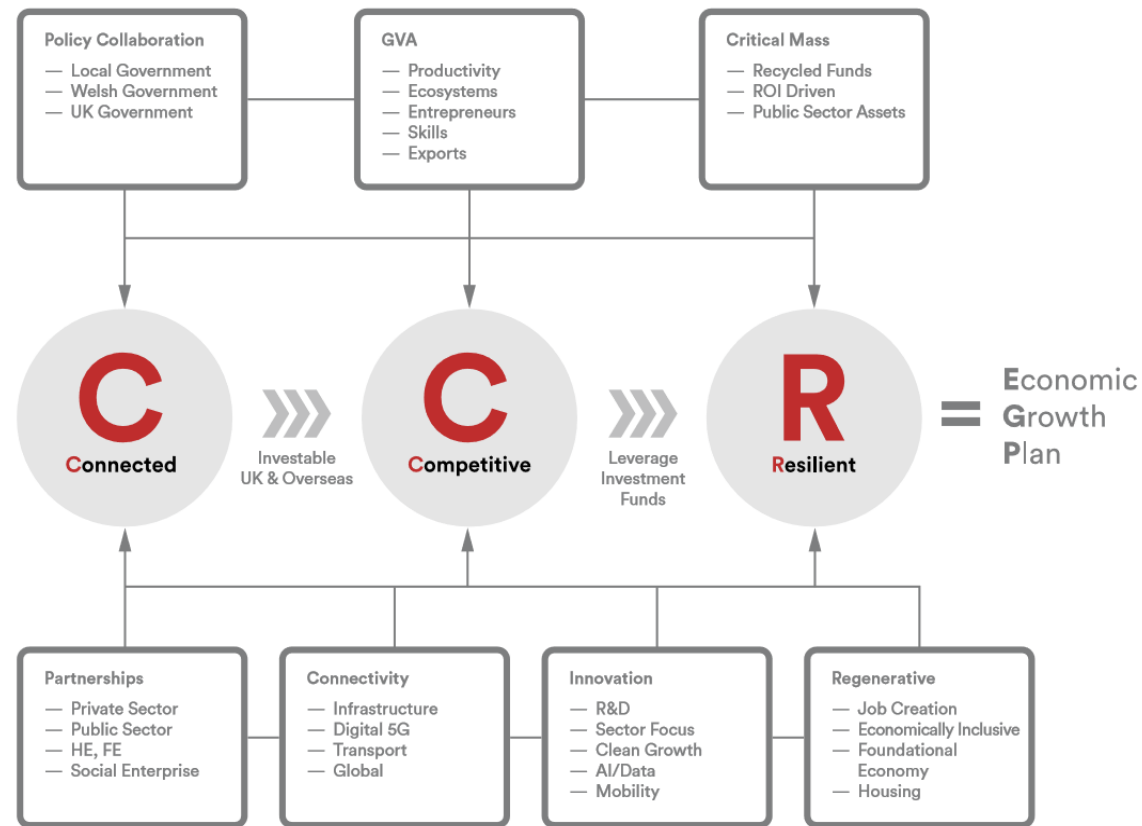 Policy Collaboration
— Local Government
— Welsh Government
— UK Government
GVA
— Productivity
— Ecosystems
— Entrepreneurs
— Skills
— Exports
Critical Mass
— Recycled Funds
— ROI Driven
— Public Sector Assets
C
Connected
Investable
UK & Overseas
C
Competitive
Leverage
Investment
Funds
R
Resilient
=
Economic
Growth
Plan
Partnerships
— Private Sector
— Public Sector
— HE, FE
— Social Enterprise
Connectivity
— Infrastructure
— Digital 5G
— Transport
— Global
Innovation
— R&D
— Sector Focus
— Clean Growth
— AI/Data
— Mobility
Regenerative
— Job Creation
— Economically Inclusive
— Foundational
Economy
— Housing